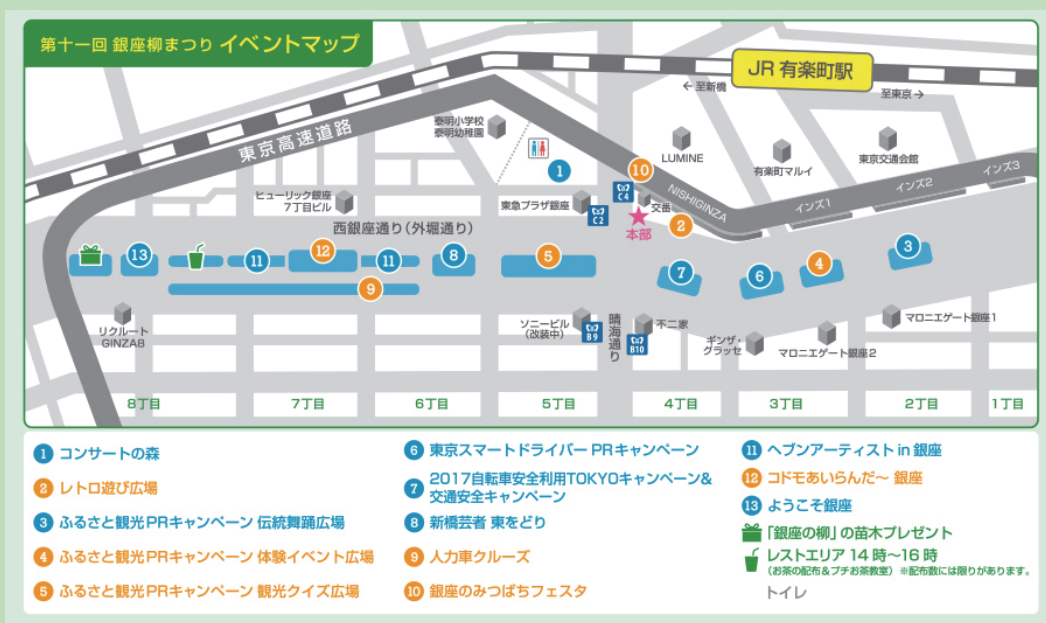 第十一回 銀座柳まつり イベントマップ
JR 有楽町駅
←至新橋
至東京→
東京高速道路
泰明小学校
泰明幼稚園
1
10
LUMINE
有楽町マルイ
東京交通会館
インズ1
インズ2
インズ3
NISHIGINZA
ヒューリック銀座
7丁目ビル
東急プラザ銀座
C2
C4
交番
本部
2
西銀座通り(外堀通り)
13
11
12
11
8
5
7
6
4
3
9
リクルート
GINZA8
ソニービル
(改装中)
B9
晴海通り
B10
不二家
ギンザ・
グラッセ
マロニエゲート銀座2
マロニエゲート銀座1
8丁目
7丁目
6丁目
5丁目
4丁目
3丁目
2丁目
1丁目
1 コンサートの森
2 レトロ遊び広場
3 ふるさと観光PRキャンペーン 伝統舞踊広場
4 ふるさと観光PRキャンペーン 体験イベント広場
5 ふるさと観光PRキャンペーン 観光クイズ広場
6 東京スマートドライバー PRキャンペーン
7 2017自転車安全利用TOKYOキャンペーン&
交通安全キャンペーン
8 新橋芸者 東をどり
9 人力車クルーズ
10 銀座のみつばちフェスタ
11 ヘブンアーティスト in 銀座
12 コドモあいらんだ〜 銀座
13 ようこそ銀座
「銀座の柳」の苗木プレゼント
レストエリア 14時〜16時
(お茶の配布&プチお茶教室) ※配布数には限りがあります。
トイレ